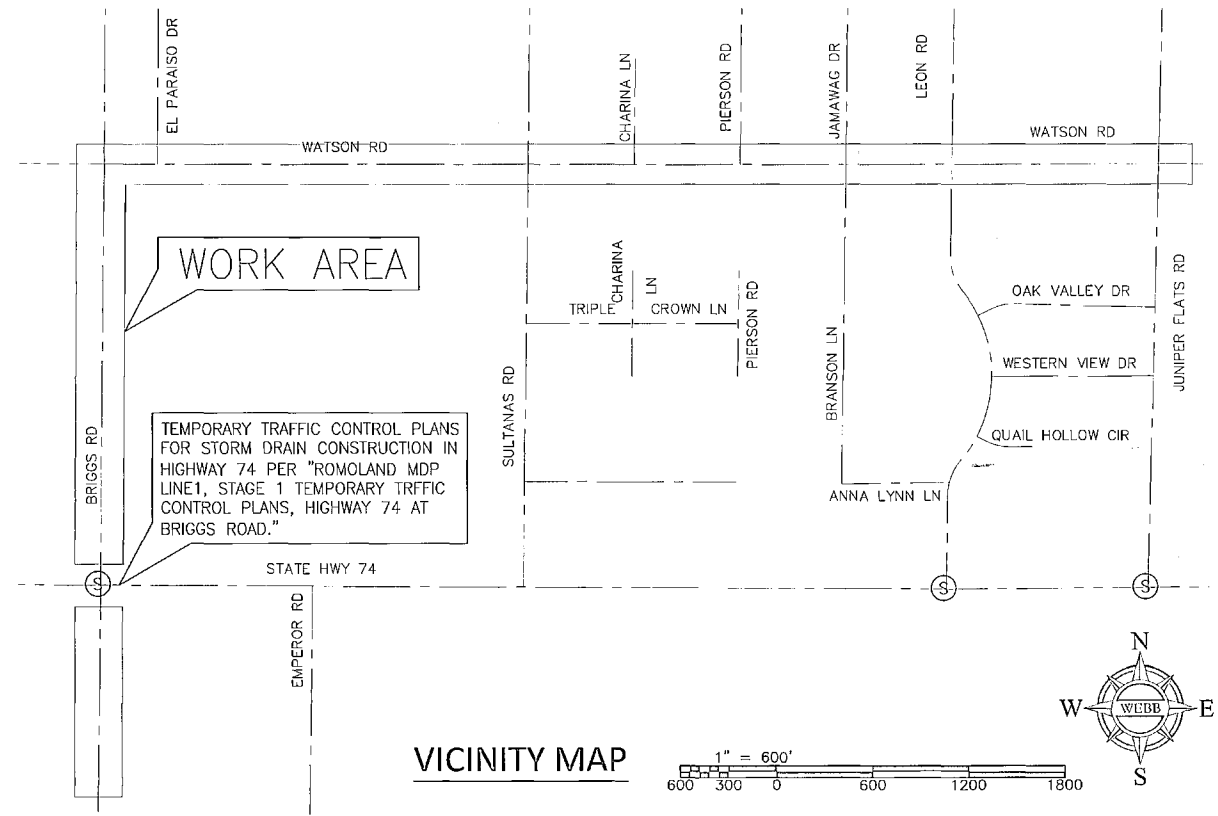 EL PARAISO DR
CHARINA LN
PIERSON RD
JAMAWAG DR
LEON RD
WATSON RD
WATSON RD
WORK AREA
CHARINA
LN
TRIPLE
CROWN LN
PIERSON RD
OAK VALLEY DR
JUNIPER FLATS RD
WESTERN VIEW DR
BRANSON LN
SULTANAS RD
QUAIL HOLLOW CIR
BRIGGS RD
TEMPORARY TRAFFIC CONTROL PLANS
FOR STORM DRAIN CONSTRUCTION IN
HIGHWAY 74 PER "ROMOLAND MDP
LINE1, STAGE 1 TEMPORARY TRFFIC
CONTROL PLANS, HIGHWAY 74 AT
BRIGGS ROAD."
ANNA LYNN LN
STATE HWY 74
S
S
S
EMPEROR RD
N
W
WEBB
E
S
VICINITY MAP
1" = 600'
600 300 0 600 1200 1800